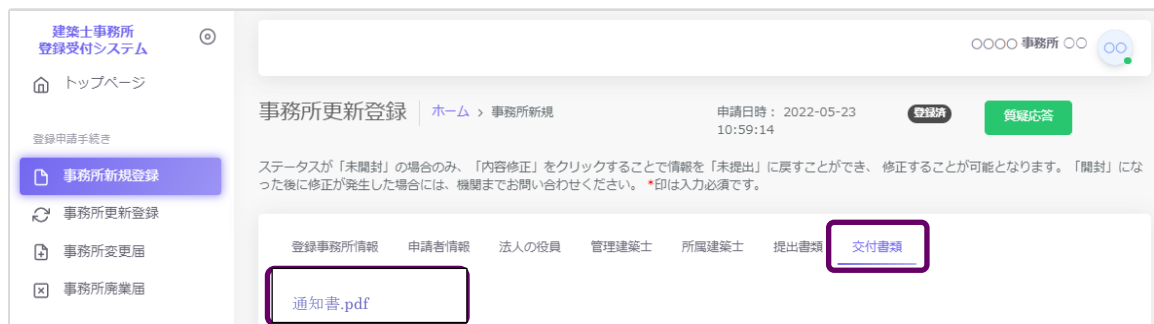 建築士事務所
登録受付システム
トップページ
登録申請手続き
事務所新規登録
事務所更新登録
事務所変更届
事務所廃業届
〇〇〇〇 事務所 〇〇
〇〇
事務所更新登録 ホーム > 事務所新規
申請日時： 2022-05-23
10:59:14
登録済
質疑応答
ステータスが「未開封」の場合のみ、「内容修正」をクリックすることで情報を「未提出」に戻すことができ、 修正することが可能となります。「開封」にな
った後に修正が発生した場合には、機関までお問い合わせください。 *印は入力必須です。
登録事務所情報 申請者情報 法人の役員 管理建築士 所属建築士 提出書類 交付書類
通知書.pdf